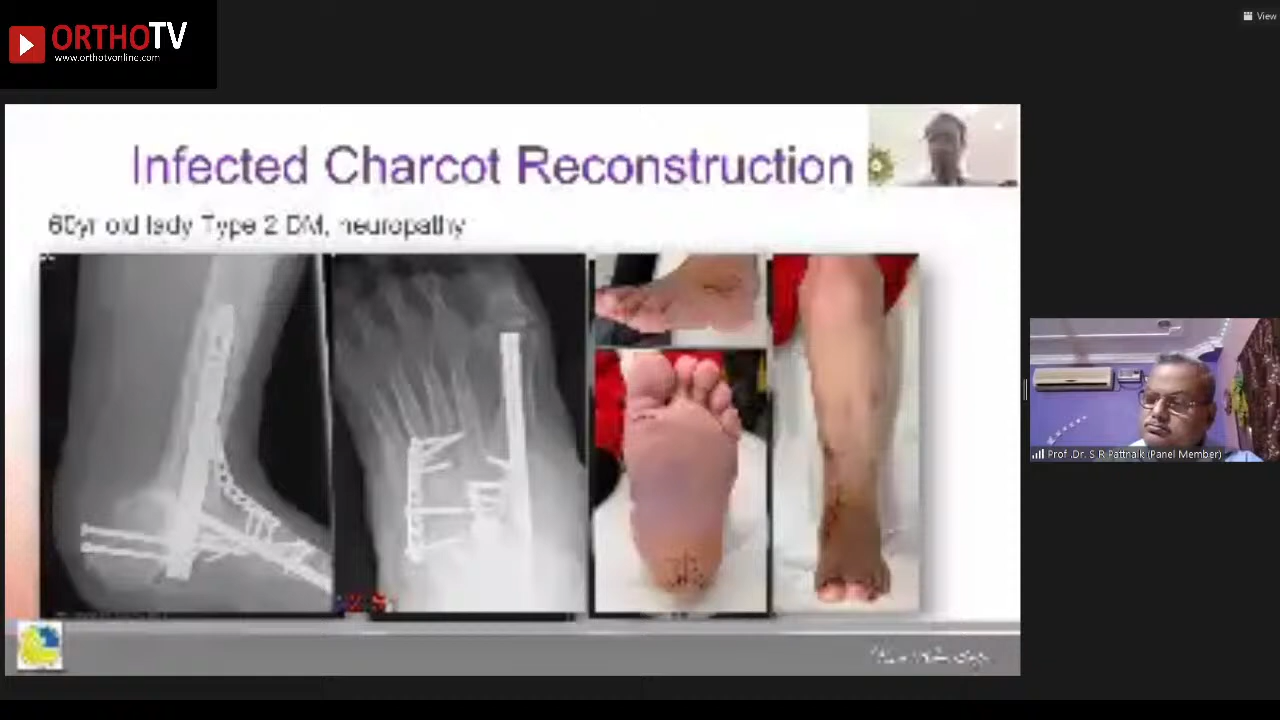 ORTHOTV
www.orthotvonline.com
View
Infected Charcot Reconstruction
60yr old lady Type 2 DM, neuropathy
Prof .Dr. S R Pattnaik (Panel Member)